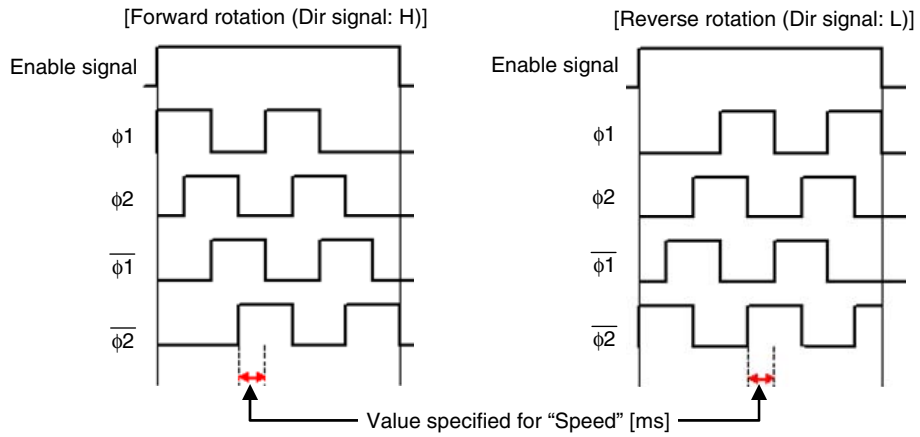 [Forward rotation (Dir signal: H)]
Enable signal
ϕ1
ϕ2
ϕ1̅
ϕ2̅
[Reverse rotation (Dir signal: L)]
Enable signal
ϕ1
ϕ2
ϕ1̅
ϕ2̅
Value specified for “Speed” [ms]